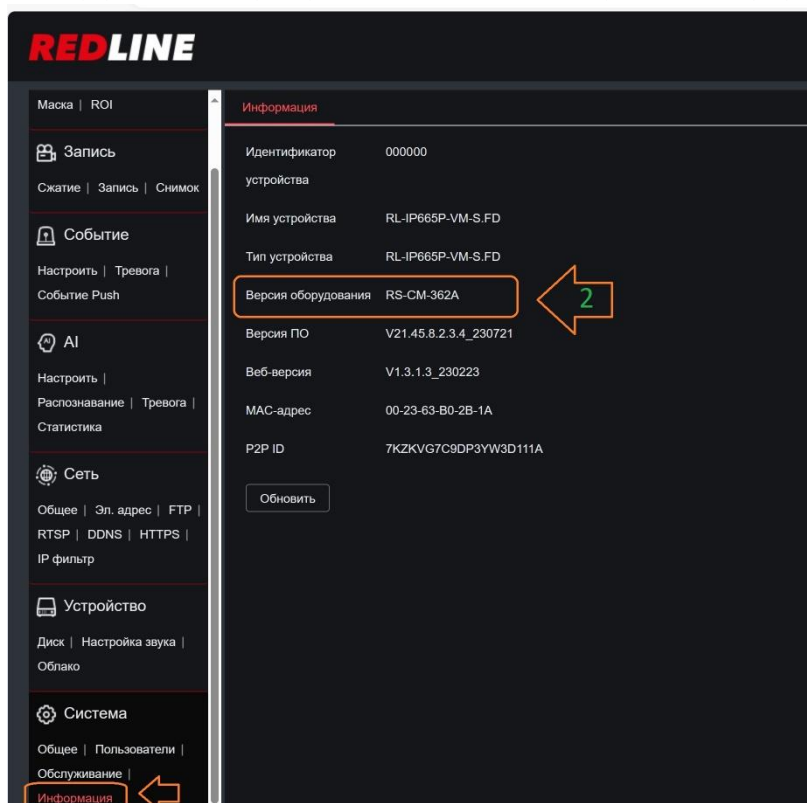 REDLINE
Маска | ROI
Запись
Сжатие | Запись | Снимок
Событие
Настроить | Тревога |
Событие Push
AI
AI
Настроить |
Распознавание | Тревога |
Статистика
Сеть
Общее | Эл. адрес | FTP |
RTSP | DDNS | HTTPS |
IP фильтр
Устройство
Диск | Настройка звука |
Облако
Система
Общее | Пользователи |
Обслуживание |
Информация
Информация
Идентификатор устройства 000000
Имя устройства RL-IP665P-VM-S.FD
Тип устройства RL-IP665P-VM-S.FD
Версия оборудования RS-CM-362A
2
Версия ПО V21.45.8.2.3.4_230721
Веб-версия V1.3.1.3_230223
MAC-адрес 00-23-63-B0-2B-1A
P2P ID 7KZKVG7C9DP3YW3D111A
Обновить